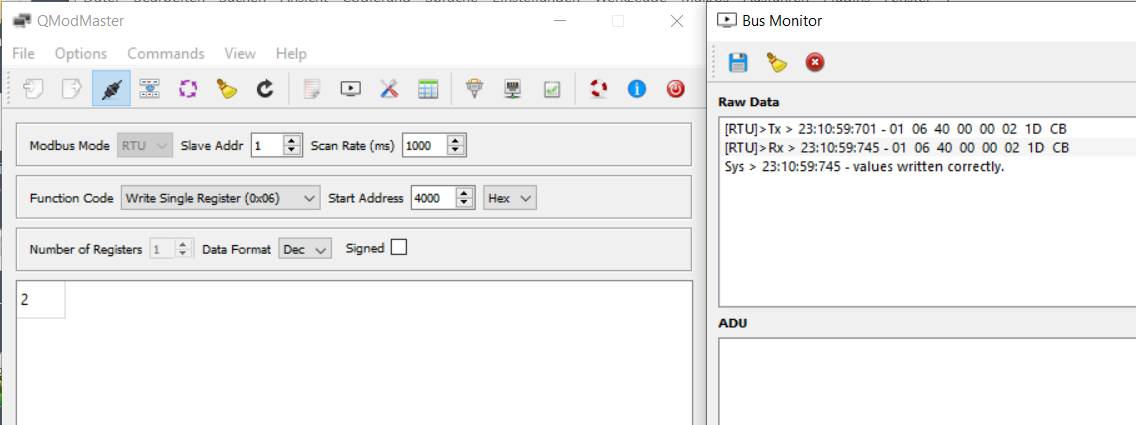 QModMaster
File Options Commands View Help
Modbus Mode RTU Slave Addr 1 Scan Rate (ms) 1000
Function Code Write Single Register (0x06) Start Address 4000 Hex
Number of Registers 1 Data Format Dec Signed
2
Bus Monitor
Raw Data
[RTU]>Tx > 23:10:59:701 - 01 06 40 00 00 02 1D CB
[RTU]>Rx > 23:10:59:745 - 01 06 40 00 00 02 1D CB
Sys > 23:10:59:745 - values written correctly.
ADU